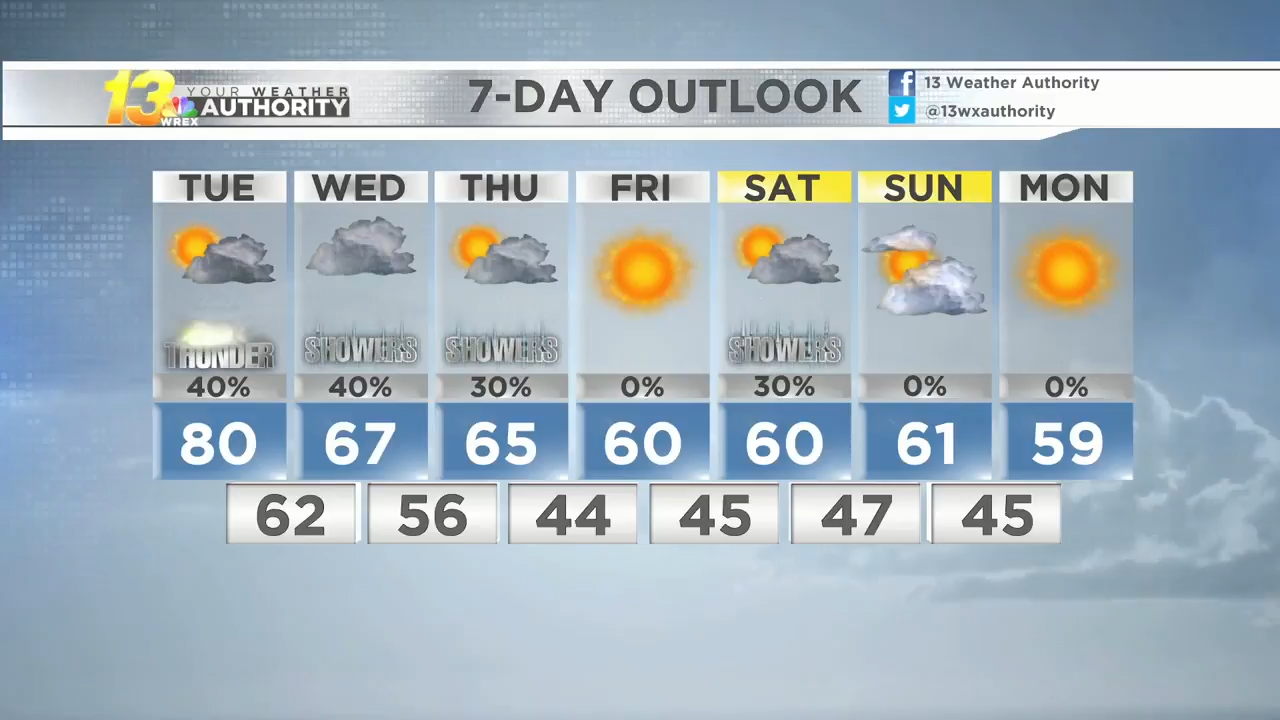 13 YOUR WEATHER
AUTHORITY
WREX
7-DAY OUTLOOK
13 Weather Authority
@13wxauthority
TUE WED THU FRI SAT SUN MON
THUNDER SHOWERS SHOWERS SHOWERS
40% 40% 30% 0% 30% 0% 0%
80 67 65 60 60 61 59
62 56 44 45 47 45